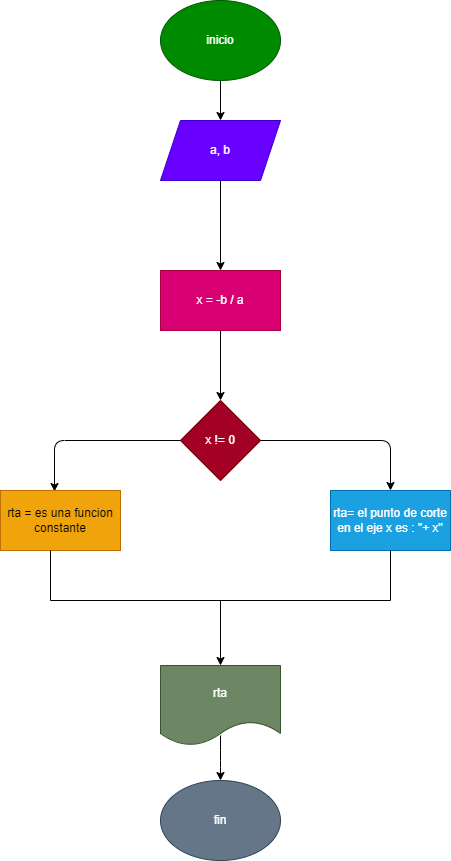 inicio
a, b
x = -b / a
x != 0
rta = es una funcion
constante
rta= el punto de corte
en el eje x es : "+ x"
rta
fin